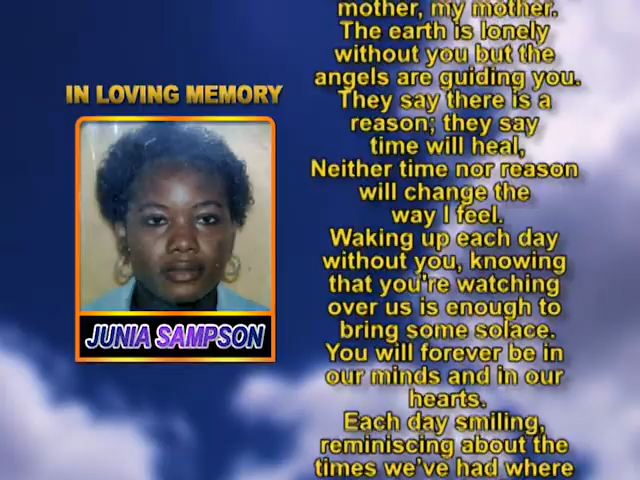 IN LOVING MEMORY
JUNIA SAMPSON
mother, my mother.
The earth is lonely
without you but the
angels are guiding you.
They say there is a
reason; they say
time will heal,
Neither time nor reason
will change the
way I feel.
Waking up each day
without you, knowing
that you're watching
over us is enough to
bring some solace.
You will forever be in
our minds and in our
hearts.
Each day smiling,
reminiscing about the
times we've had where